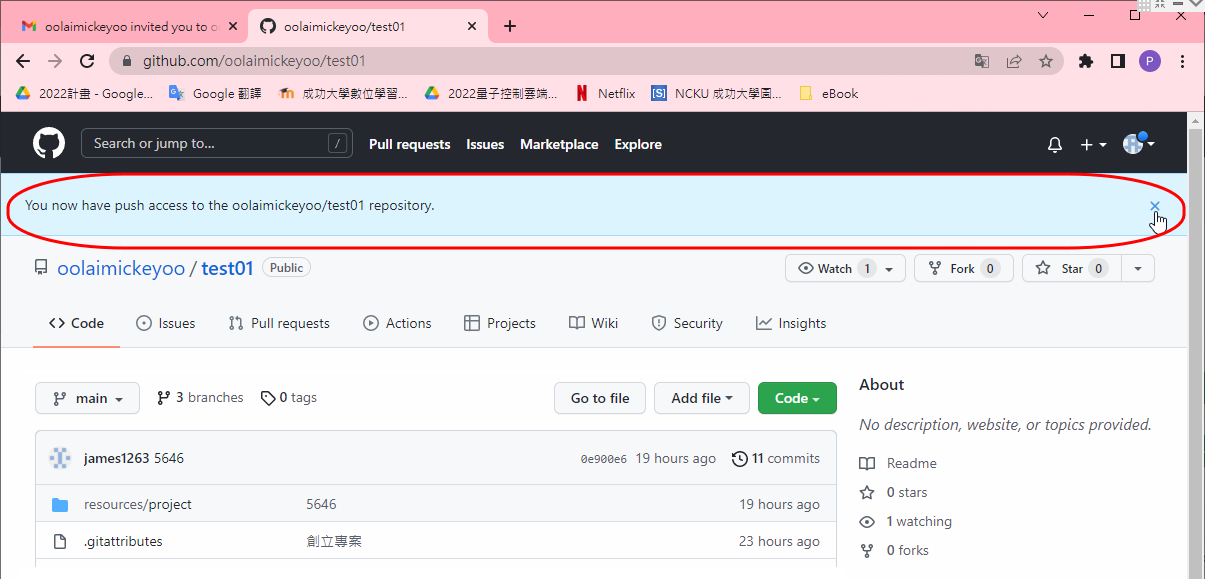 oolaimickeyoo invited you to o
oolaimickeyoo/test01
github.com/oolaimickeyoo/test01
P
2022計畫 - Google...
Google 翻譯
成功大學數位學習...
2022量子控制雲端...
Netflix
NCKU 成功大學圖...
eBook
Search or jump to...
/
Pull requests
Issues
Marketplace
Explore
You now have push access to the oolaimickeyoo/test01 repository.
oolaimickeyoo / test01
Public
Watch 1
Fork 0
Star 0
Code
Issues
Pull requests
Actions
Projects
Wiki
Security
Insights
main
3 branches
0 tags
Go to file
Add file
Code
About
No description, website, or topics provided.
james1263 5646
0e900e6 19 hours ago
11 commits
Readme
resources/project
5646
19 hours ago
0 stars
1 watching
.gitattributes
創立專案
23 hours ago
0 forks